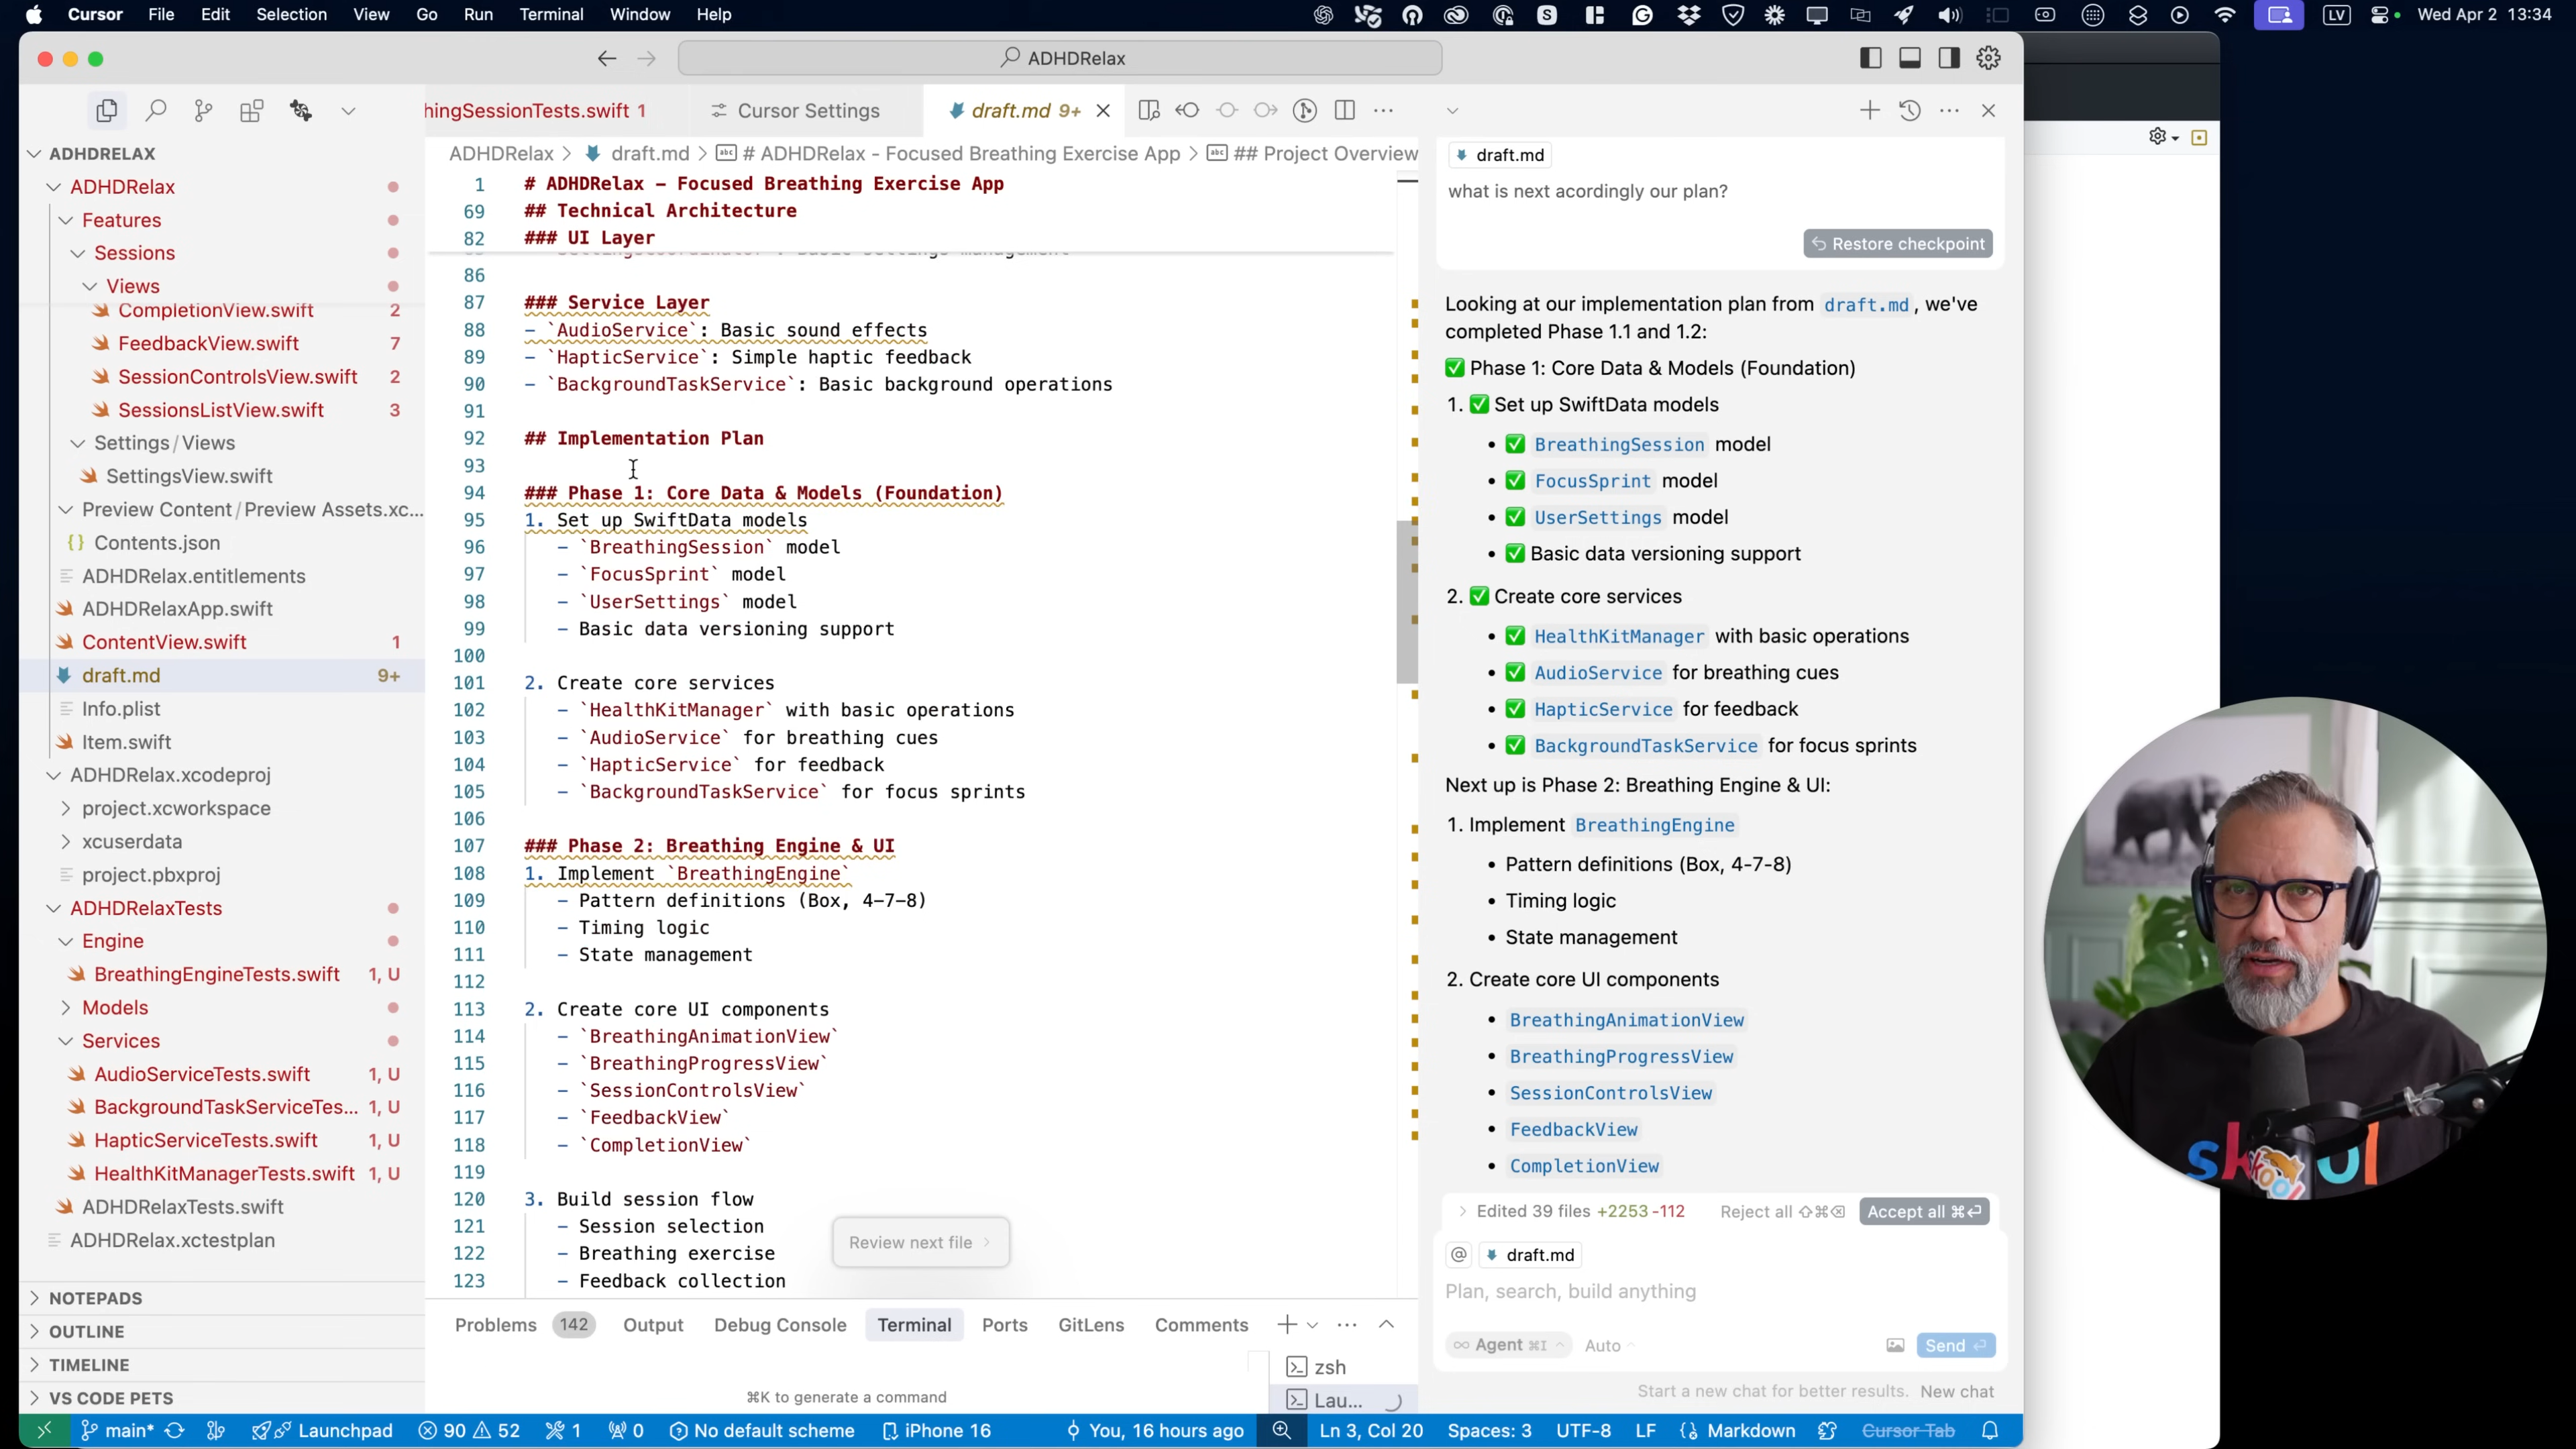 Cursor File Edit Selection View Go Run Terminal Window Help
LV Wed Apr 2 13:34
ADHDRelax
hingSessionTests.swift 1
Cursor Settings
draft.md 9+
ADHDRelax > draft.md > # ADHDRelax - Focused Breathing Exercise App > ## Project Overview
ADHDRELAX
ADHDRelax
Features
Sessions
Views
CompletionView.swift 2
FeedbackView.swift 7
SessionControlsView.swift 2
SessionsListView.swift 3
Settings/Views
SettingsView.swift
Preview Content/Preview Assets.xc...
{} Contents.json
ADHDRelax.entitlements
ADHDRelaxApp.swift
ContentView.swift 1
draft.md 9+
Info.plist
Item.swift
ADHDRelax.xcodeproj
project.xcworkspace
xcuserdata
project.pbxproj
ADHDRelaxTests
Engine
BreathingEngineTests.swift 1, U
Models
Services
AudioServiceTests.swift 1, U
BackgroundTaskServiceTes... 1, U
HapticServiceTests.swift 1, U
HealthKitManagerTests.swift 1, U
ADHDRelaxTests.swift
ADHDRelax.xctestplan
NOTEPADS
OUTLINE
TIMELINE
VS CODE PETS
1 # ADHDRelax – Focused Breathing Exercise App
69 ## Technical Architecture
82 ### UI Layer
86
87 ### Service Layer
88 - `AudioService`: Basic sound effects
89 - `HapticService`: Simple haptic feedback
90 - `BackgroundTaskService`: Basic background operations
91
92 ## Implementation Plan
93
94 ### Phase 1: Core Data & Models (Foundation)
95 1. Set up SwiftData models
96 - `BreathingSession` model
97 - `FocusSprint` model
98 - `UserSettings` model
99 - Basic data versioning support
100
101 2. Create core services
102 - `HealthKitManager` with basic operations
103 - `AudioService` for breathing cues
104 - `HapticService` for feedback
105 - `BackgroundTaskService` for focus sprints
106
107 ### Phase 2: Breathing Engine & UI
108 1. Implement `BreathingEngine`
109 - Pattern definitions (Box, 4-7-8)
110 - Timing logic
111 - State management
112
113 2. Create core UI components
114 - `BreathingAnimationView`
115 - `BreathingProgressView`
116 - `SessionControlsView`
117 - `FeedbackView`
118 - `CompletionView`
119
120 3. Build session flow
121 - Session selection
122 - Breathing exercise
123 - Feedback collection
Review next file >
Problems 142 Output Debug Console Terminal Ports GitLens Comments
⌘K to generate a command
zsh
Lau...
draft.md
what is next acordingly our plan?
Restore checkpoint
Looking at our implementation plan from draft.md, we've
completed Phase 1.1 and 1.2:
✅ Phase 1: Core Data & Models (Foundation)
1. ✅ Set up SwiftData models
• ✅ BreathingSession model
• ✅ FocusSprint model
• ✅ UserSettings model
• ✅ Basic data versioning support
2. ✅ Create core services
• ✅ HealthKitManager with basic operations
• ✅ AudioService for breathing cues
• ✅ HapticService for feedback
• ✅ BackgroundTaskService for focus sprints
Next up is Phase 2: Breathing Engine & UI:
1. Implement BreathingEngine
• Pattern definitions (Box, 4-7-8)
• Timing logic
• State management
2. Create core UI components
• BreathingAnimationView
• BreathingProgressView
• SessionControlsView
• FeedbackView
• CompletionView
Edited 39 files +2253 -112 Reject all ⇧⌘⌫ Accept all ⌘⏎
@ draft.md
Plan, search, build anything
∞ Agent ⌘I Auto Send ⏎
Start a new chat for better results. New chat
main* Launchpad 90 52 1 0 No default scheme iPhone 16 You, 16 hours ago Ln 3, Col 20 Spaces: 3 UTF-8 LF Markdown Cursor Tab